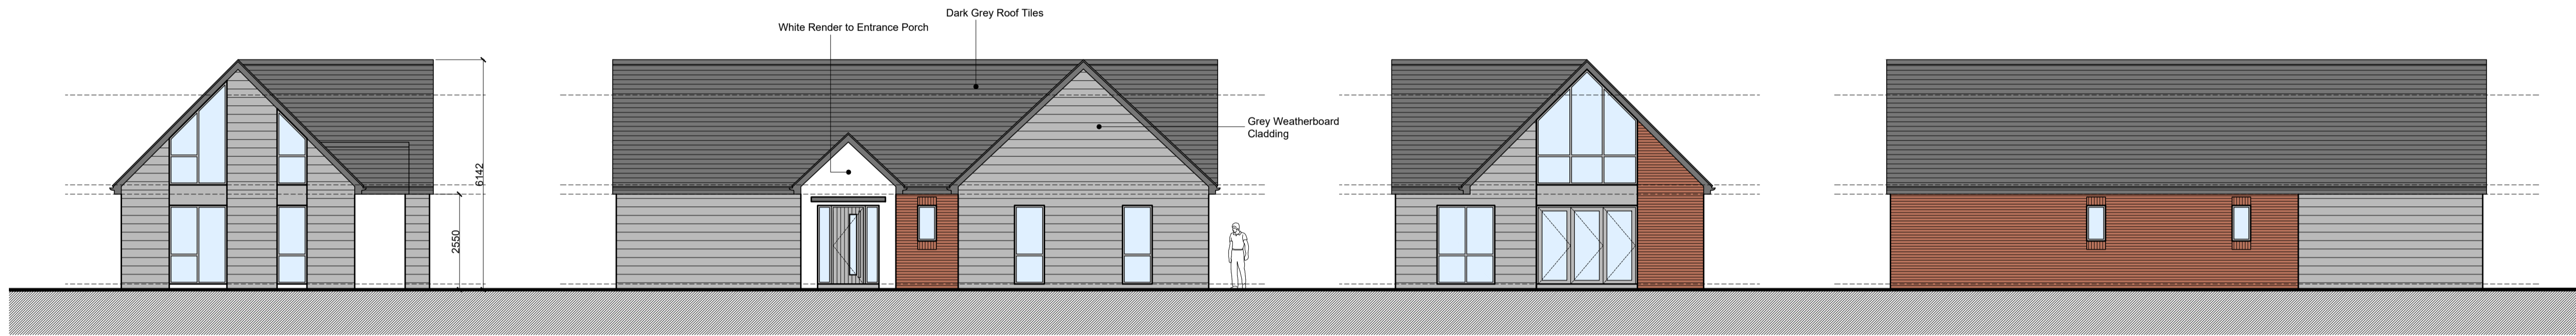 Dark Grey Roof Tiles
White Render to Entrance Porch
Grey Weatherboard
Cladding
6142
2550